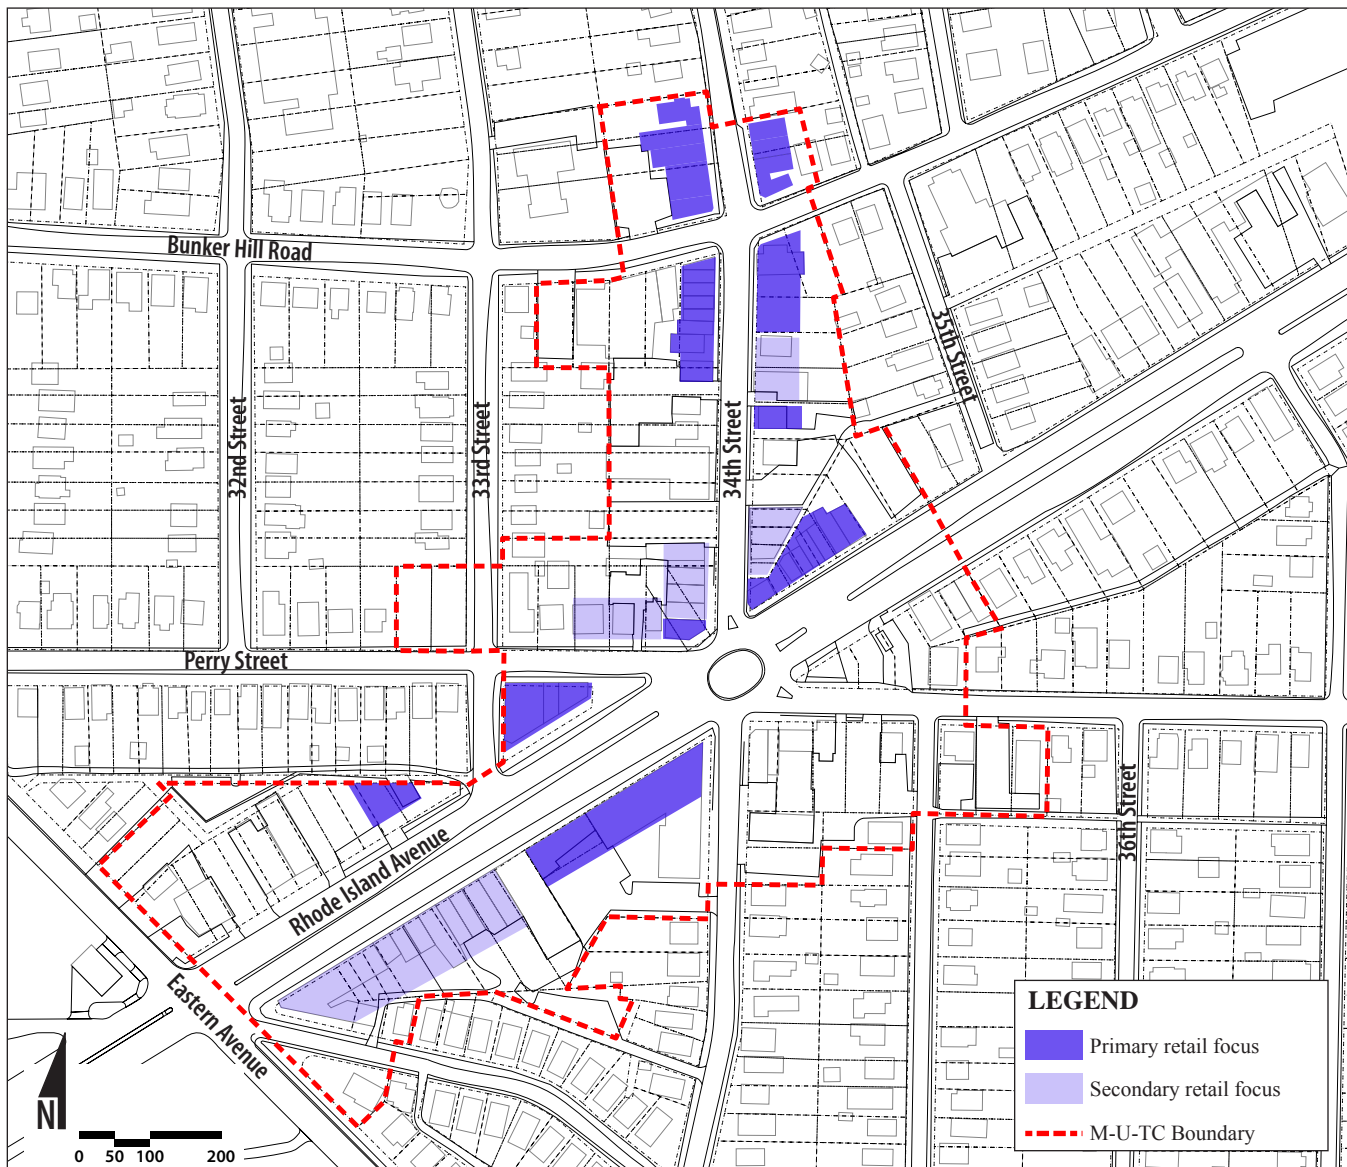 Bunker Hill Road
35th Street
32nd Street
33rd Street
34th Street
Perry Street
36th Street
Rhode Island Avenue
Eastern Avenue
LEGEND
Primary retail focus
Secondary retail focus
M-U-TC Boundary
N
0 50 100 200